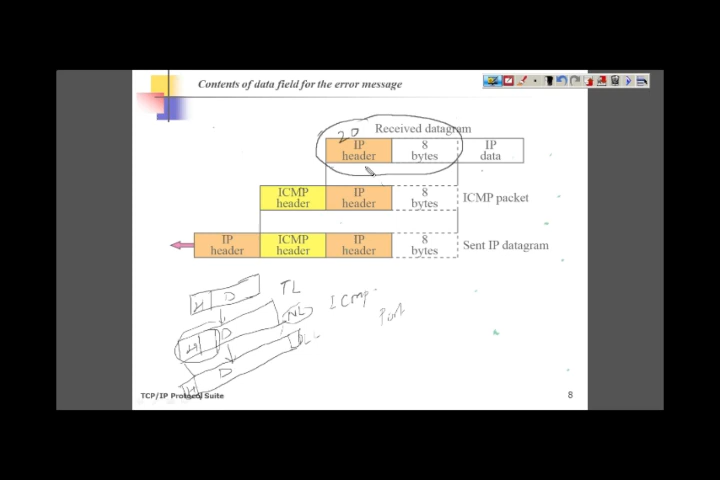 Contents of data field for the error message
20
Received datagram
IP header
8 bytes
IP data
ICMP header
IP header
8 bytes
ICMP packet
IP header
ICMP header
IP header
8 bytes
Sent IP datagram
H D TL
ICMP
H D NL
Port
H D
TCP/IP Protocol Suite
8